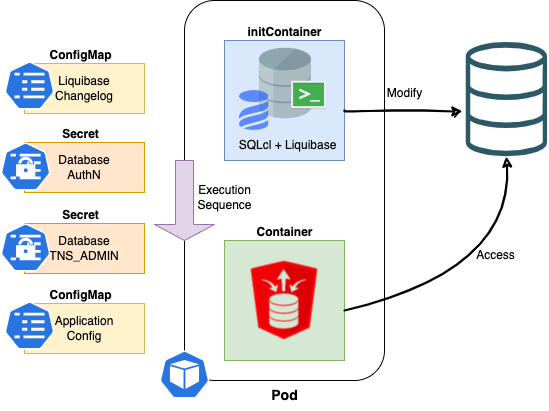 ConfigMap
Liquibase
Changelog
Secret
Database
AuthN
Secret
Database
TNS_ADMIN
ConfigMap
Application
Config
initContainer
>_
SQLcl + Liquibase
Execution
Sequence
Container
Pod
Modify
Access